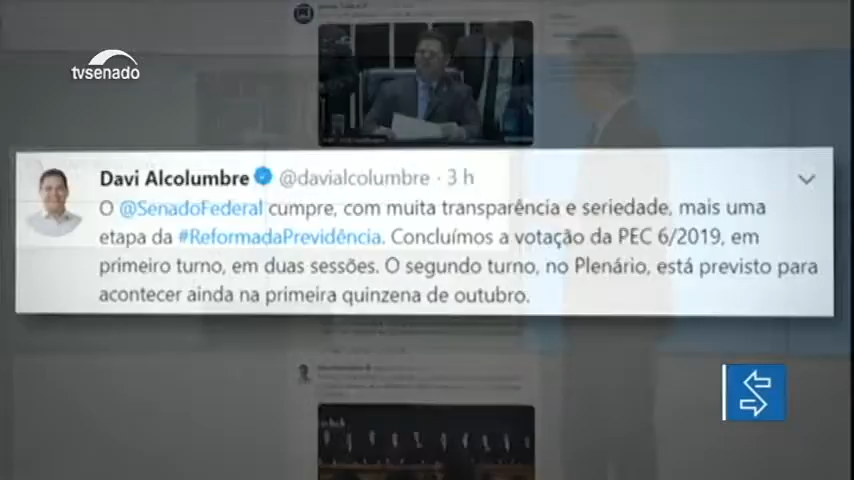 tvsenado
Davi Alcolumbre @davialcolumbre · 3 h
O @SenadoFederal cumpre, com muita transparência e seriedade, mais uma
etapa da #ReformadaPrevidência. Concluímos a votação da PEC 6/2019, em
primeiro turno, em duas sessões. O segundo turno, no Plenário, está previsto para
acontecer ainda na primeira quinzena de outubro.